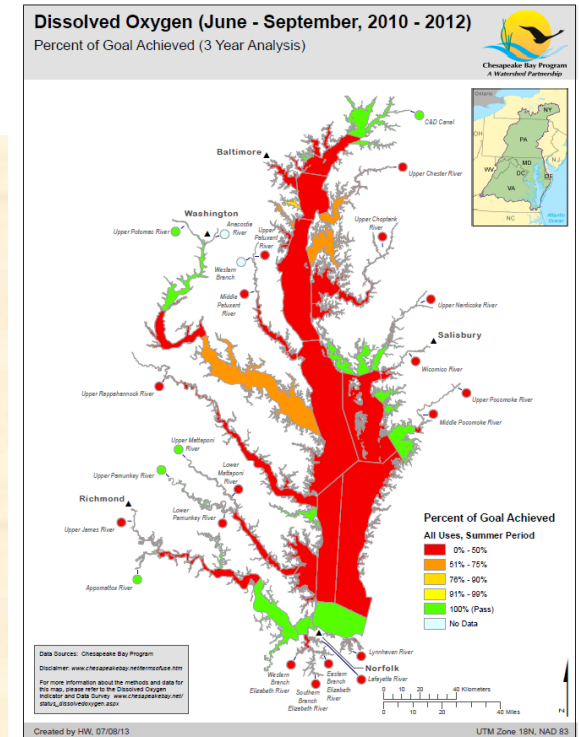 Dissolved Oxygen (June - September, 2010 - 2012)
Percent of Goal Achieved (3 Year Analysis)
Chesapeake Bay Program
A Watershed Partnership
Ontario
NY
OH
PA
NJ
MD
WV
DC
DE
VA
NC
Atlantic
Ocean
C&D Canal
Baltimore
Upper Chester River
Washington
Anacostia
River
Upper Potomac River
Upper
Patuxent
River
Upper Choptank
River
Western
Branch
Middle
Patuxent
River
Upper Nanticoke River
Salisbury
Wicomico River
Upper Rappahannock River
Upper Pocomoke River
Middle Pocomoke River
Upper Mattaponi
River
Lower
Mattaponi
River
Upper Pamunkey
River
Richmond
Lower
Pamunkey River
Upper James River
Appomattox River
Percent of Goal Achieved
All Uses, Summer Period
0% - 50%
51% - 75%
76% - 90%
91% - 99%
100% (Pass)
No Data
Lynnhaven River
Norfolk
Lafayette River
Western
Branch
Elizabeth River
Southern
Branch
Elizabeth River
Eastern
Branch
Elizabeth
River
Data Sources: Chesapeake Bay Program
Disclaimer: www.chesapeakebay.net/termsofuse.htm
For more information about the methods and data for
this map, please refer to the Dissolved Oxygen
Indicator and Data Survey www.chesapeakebay.net/
status_dissolvedoxygen.aspx
0 10 20 40 Kilometers
0 10 20 40 Miles
N
Created by HW, 07/08/13
UTM Zone 18N, NAD 83